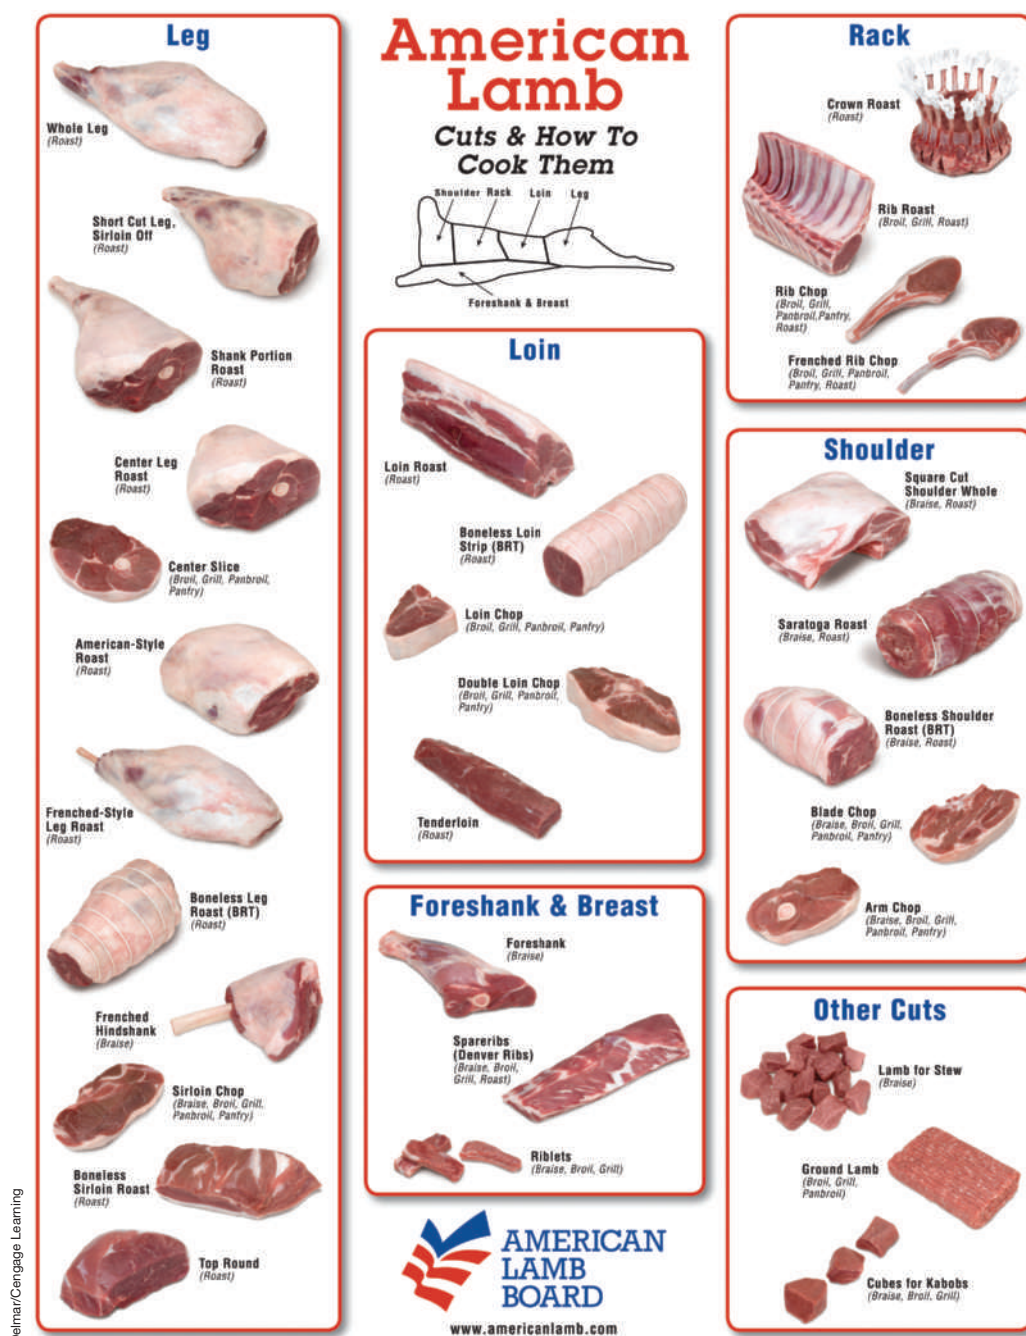 Leg
Whole Leg
(Roast)
Short Cut Leg,
Sirloin Off
(Roast)
Shank Portion
Roast
(Roast)
Center Leg
Roast
(Roast)
Center Slice
(Broil, Grill, Panbroil,
Panfry)
American-Style
Roast
(Roast)
Frenched-Style
Leg Roast
(Roast)
Boneless Leg
Roast (BRT)
(Roast)
Frenched
Hindshank
(Braise)
Sirloin Chop
(Braise, Broil, Grill,
Panbroil, Panfry)
Boneless
Sirloin Roast
(Roast)
Top Round
(Roast)
American
Lamb
Cuts & How To
Cook Them
Shoulder Rack Loin Leg
Foreshank & Breast
Loin
Loin Roast
(Roast)
Boneless Loin
Strip (BRT)
(Roast)
Loin Chop
(Broil, Grill, Panbroil, Panfry)
Double Loin Chop
(Broil, Grill, Panbroil,
Panfry)
Tenderloin
(Roast)
Foreshank & Breast
Foreshank
(Braise)
Spareribs
(Denver Ribs)
(Braise, Broil,
Grill, Roast)
Riblets
(Braise, Broil, Grill)
AMERICAN
LAMB
BOARD
www.americanlamb.com
Rack
Crown Roast
(Roast)
Rib Roast
(Broil, Grill, Roast)
Rib Chop
(Broil, Grill,
Panbroil,Panfry,
Roast)
Frenched Rib Chop
(Broil, Grill, Panbroil,
Panfry, Roast)
Shoulder
Square Cut
Shoulder Whole
(Braise, Roast)
Saratoga Roast
(Braise, Roast)
Boneless Shoulder
Roast (BRT)
(Braise, Roast)
Blade Chop
(Braise, Broil, Grill,
Panbroil, Panfry)
Arm Chop
(Braise, Broil, Grill,
Panbroil, Panfry)
Other Cuts
Lamb for Stew
(Braise)
Ground Lamb
(Broil, Grill,
Panbroil)
Cubes for Kabobs
(Braise, Broil, Grill)
elmar/Cengage Learning